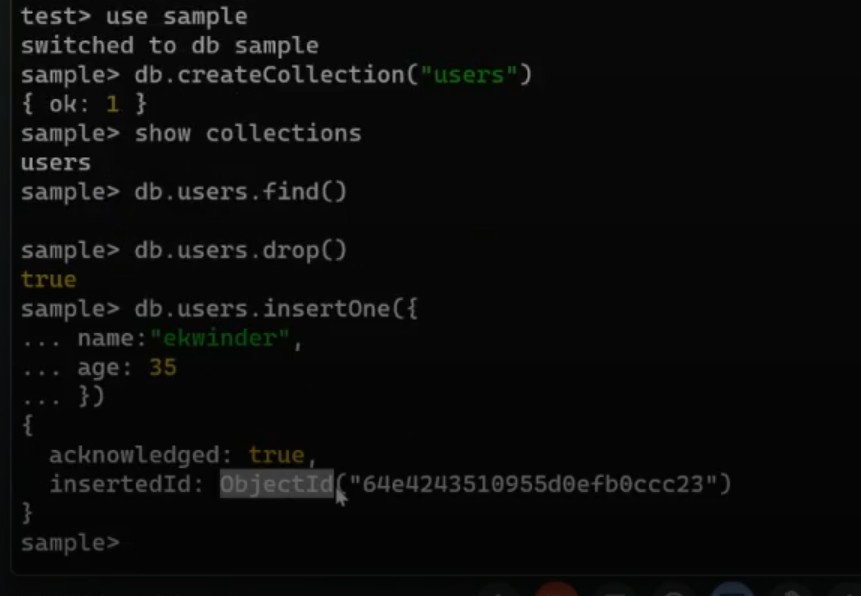 test> use sample
switched to db sample
sample> db.createCollection("users")
{ ok: 1 }
sample> show collections
users
sample> db.users.find()
sample> db.users.drop()
true
sample> db.users.insertOne({
... name:"ekwinder",
... age: 35
... })
{
  acknowledged: true,
  insertedId: ObjectId("64e4243510955d0efb0ccc23")
}
sample>